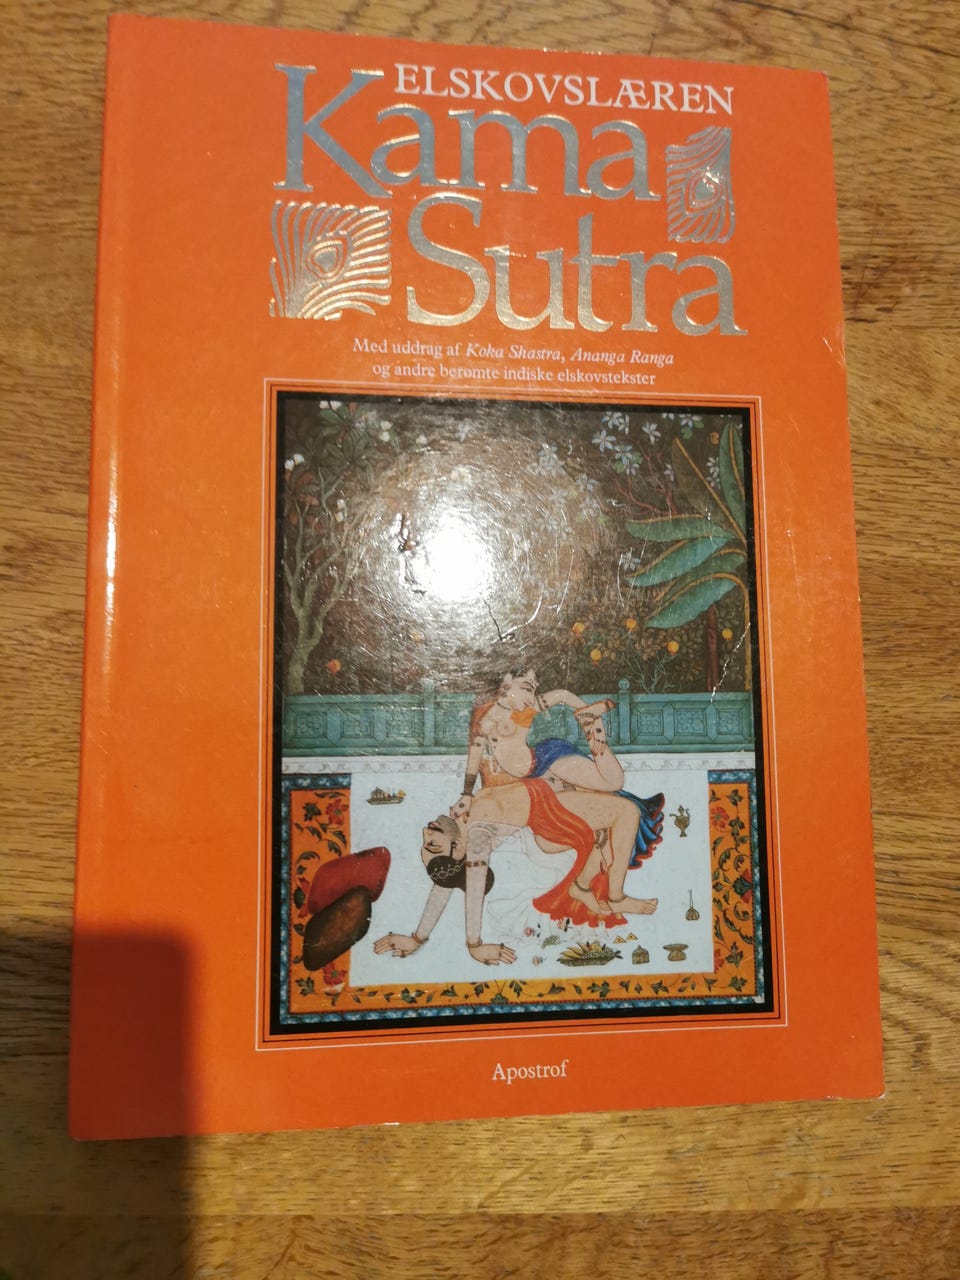 ELSKOVSLÆREN
Kama
Sutra
Med uddrag af Koka Shastra, Ananga Ranga
og andre berømte indiske elskovstekster
Apostrof